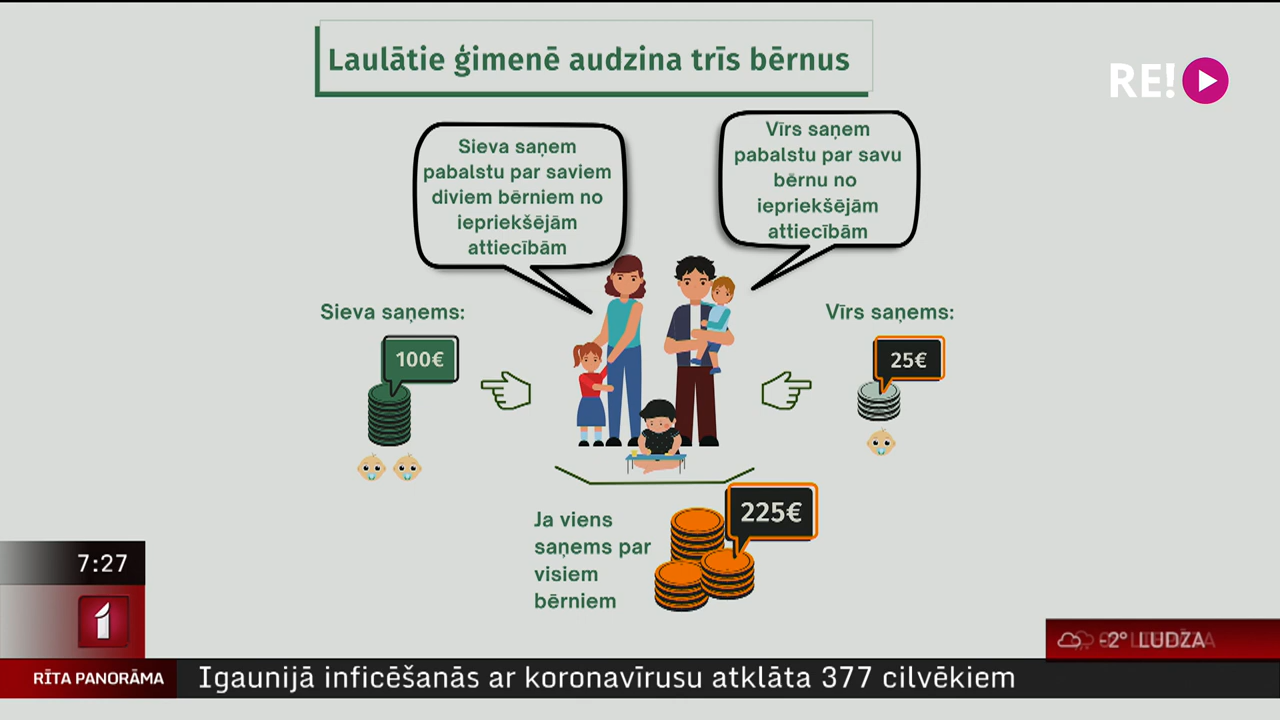 Laulātie ģimenē audzina trīs bērnus
RE!
Sieva saņem
pabalstu par saviem
diviem bērniem no
iepriekšējām
attiecībām
Vīrs saņem
pabalstu par savu
bērnu no
iepriekšējām
attiecībām
Sieva saņems:
100€
Vīrs saņems:
25€
Ja viens
saņems par
visiem
bērniem
225€
7:27
1
-2° LUDZA
RĪTA PANORĀMA
Igaunijā inficēšanās ar koronavīrusu atklāta 377 cilvēkiem